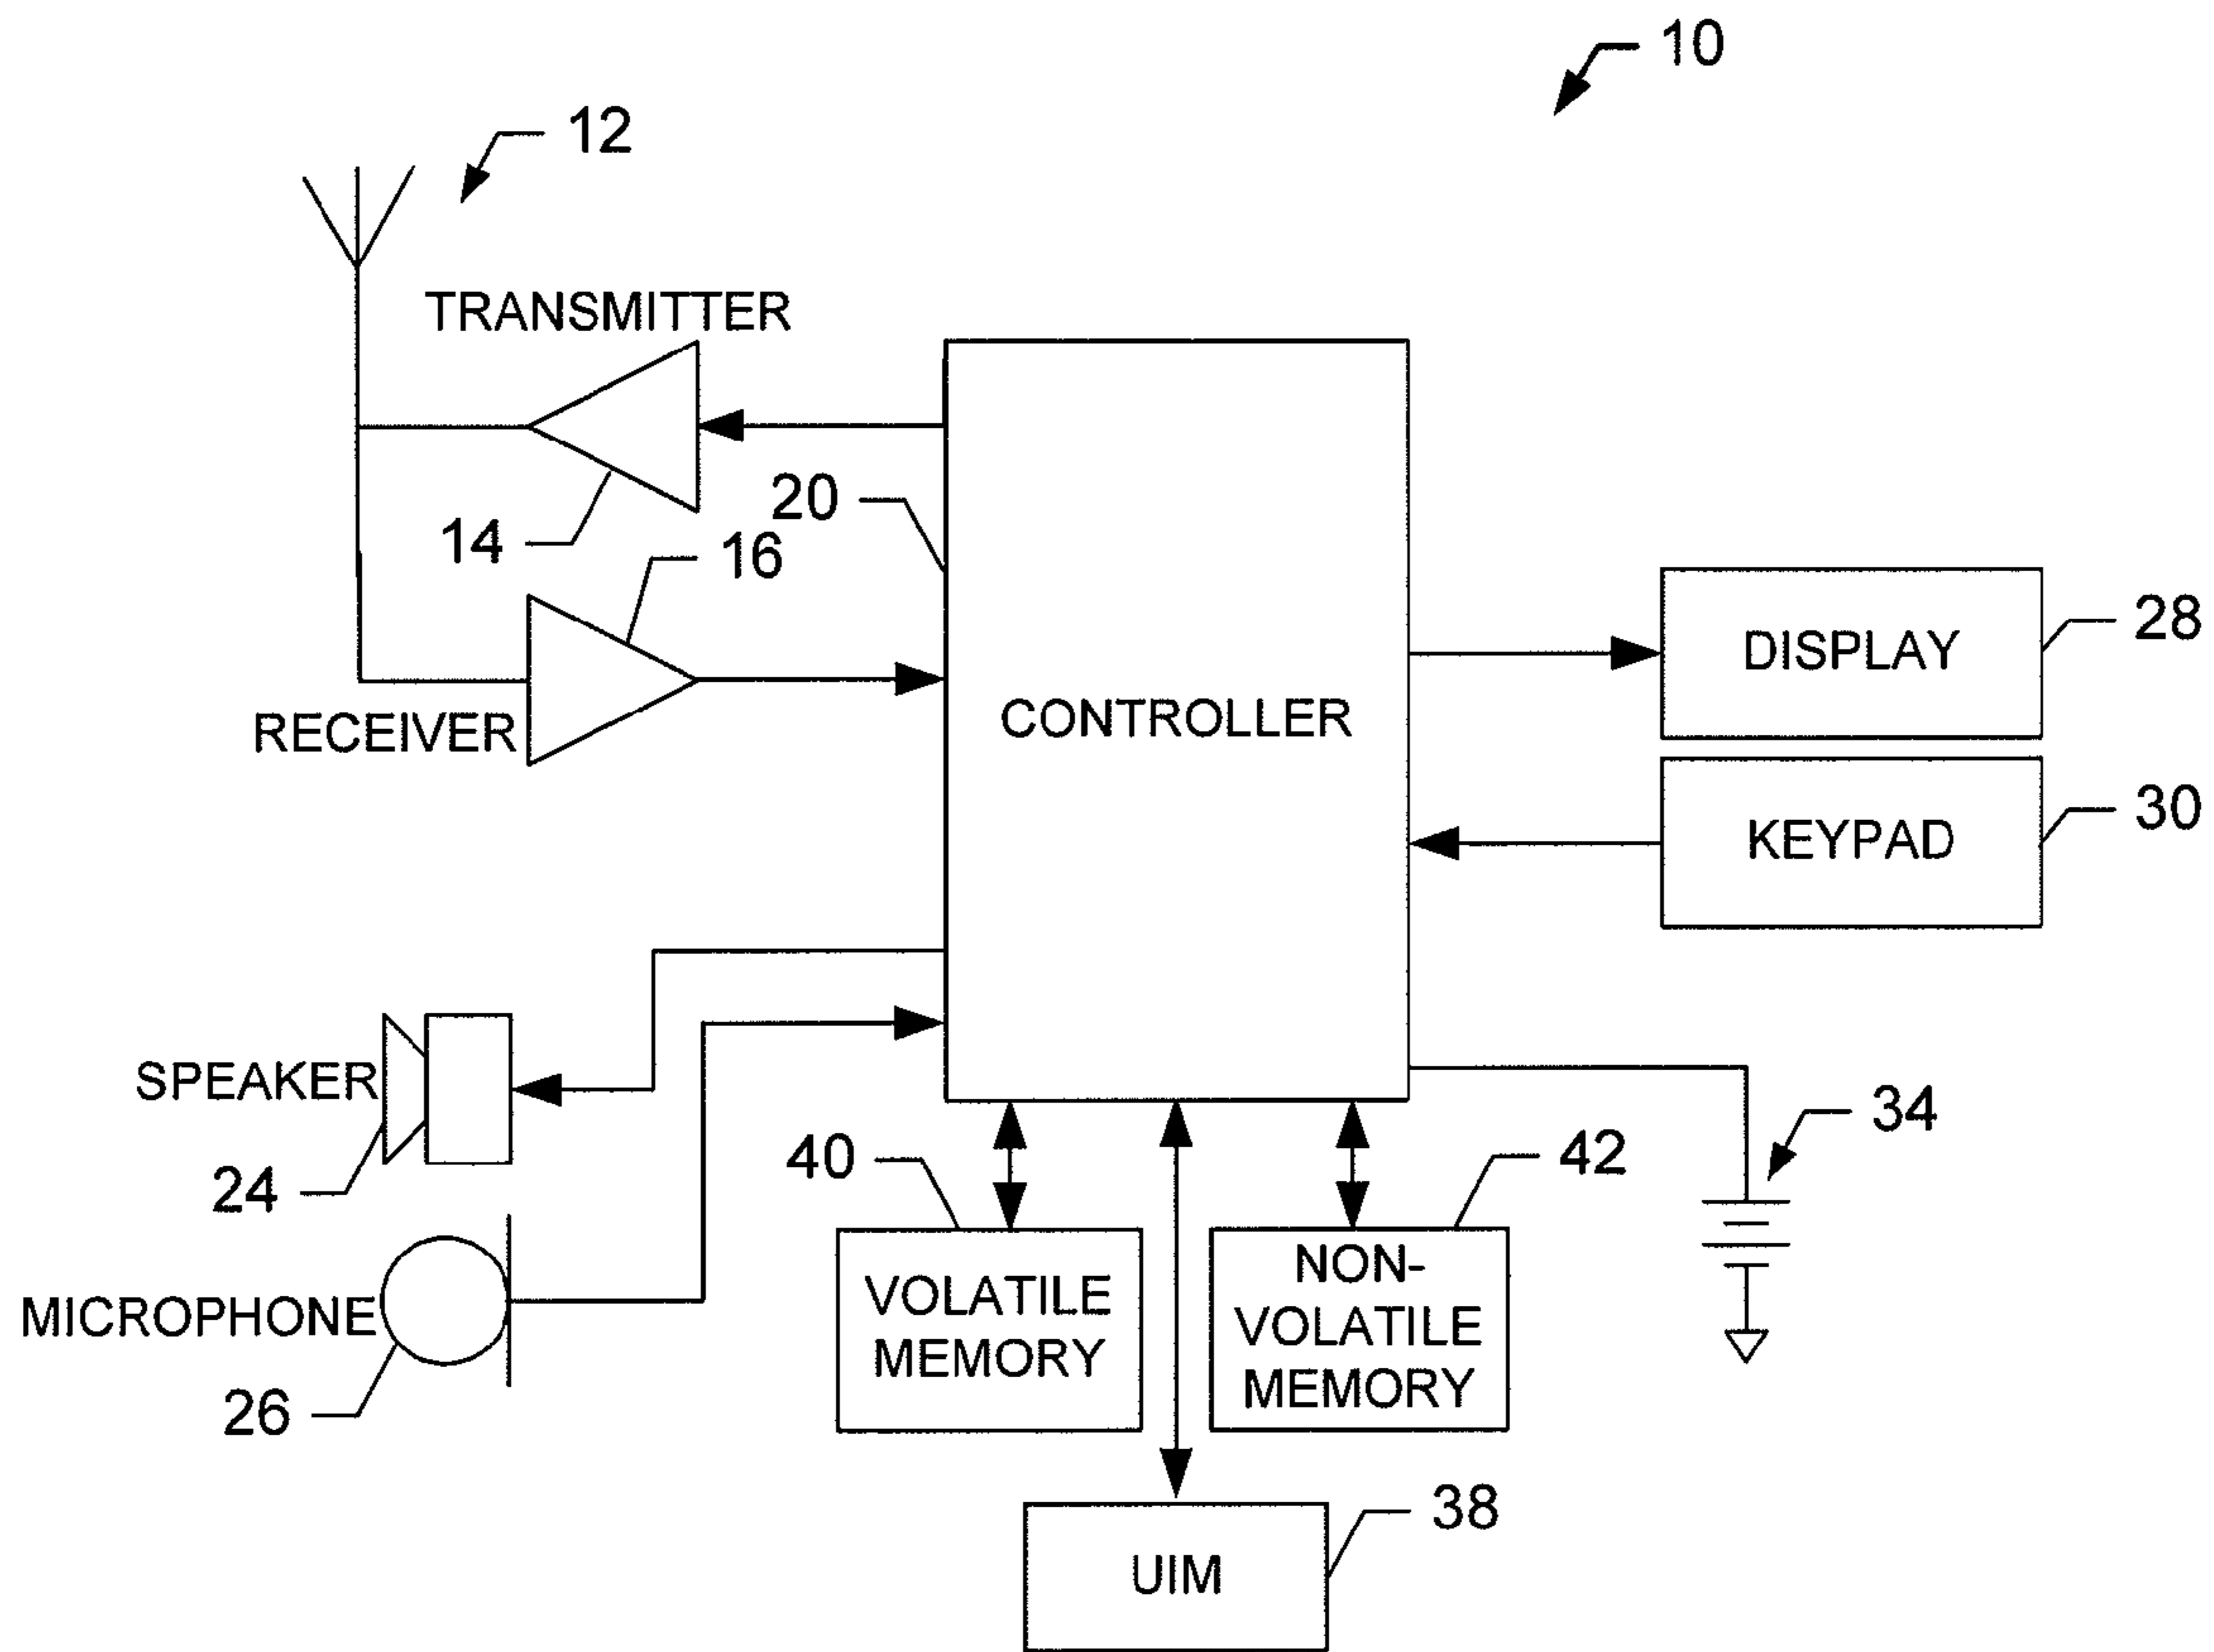 10
12
TRANSMITTER
14
20
16
RECEIVER
CONTROLLER
DISPLAY
28
KEYPAD
30
SPEAKER
24
MICROPHONE
26
40
VOLATILE
MEMORY
42
NON-
VOLATILE
MEMORY
34
38
UIM